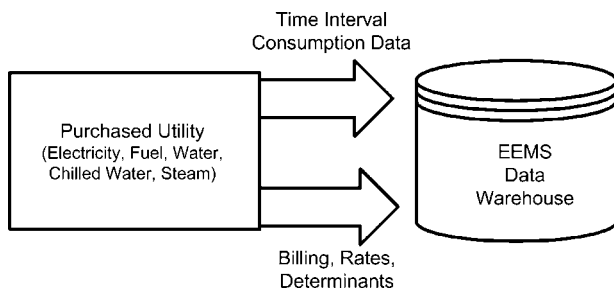 Time Interval
Consumption Data
Purchased Utility
(Electricity, Fuel, Water,
Chilled Water, Steam)
EEMS
Data
Warehouse
Billing, Rates,
Determinants